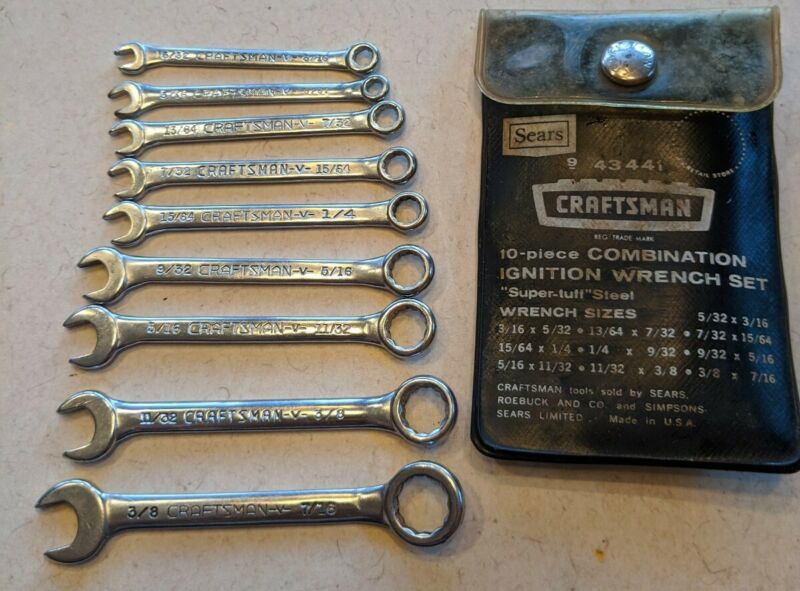 CRAFTSMAN-V- 3/16
3/16 CRAFTSMAN-V- 5/32
13/64 CRAFTSMAN-V- 7/32
7/32 CRAFTSMAN-V- 15/64
15/64 CRAFTSMAN-V- 1/4
9/32 CRAFTSMAN-V- 5/16
5/16 CRAFTSMAN-V- 11/32
11/32 CRAFTSMAN-V- 3/8
3/8 CRAFTSMAN-V- 7/16
Sears
RETAIL STORE
9 43441
CRAFTSMAN
REG TRADE MARK
10-piece COMBINATION
IGNITION WRENCH SET
"Super-tuff" Steel
WRENCH SIZES 5/32 x 3/16
3/16 x 5/32 • 13/64 x 7/32 • 7/32 x 15/64
15/64 x 1/4 • 1/4 x 9/32 • 9/32 x 5/16
5/16 x 11/32 • 11/32 x 3/8 • 3/8 x 7/16
CRAFTSMAN tools sold by SEARS,
ROEBUCK AND CO. and SIMPSONS-
SEARS LIMITED . Made in U.S.A.